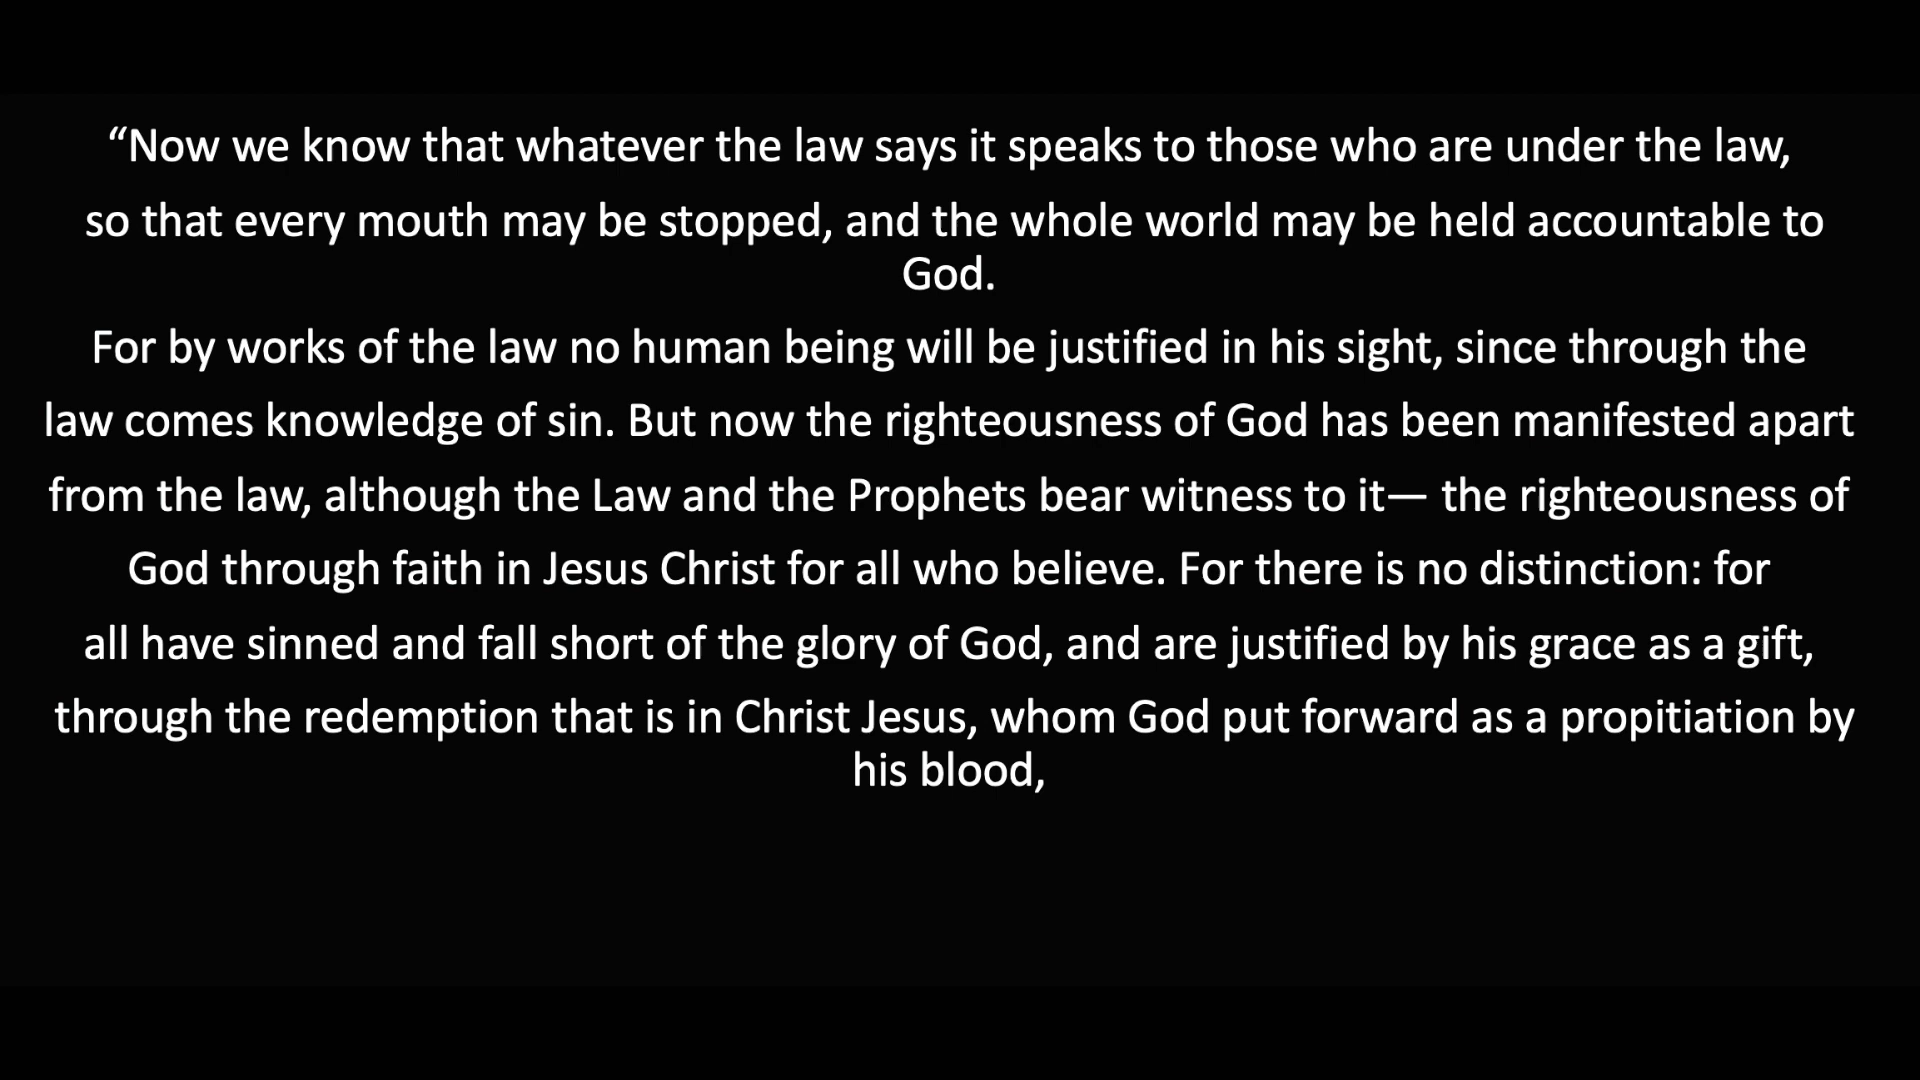 “Now we know that whatever the law says it speaks to those who are under the law,
so that every mouth may be stopped, and the whole world may be held accountable to
God.
For by works of the law no human being will be justified in his sight, since through the
law comes knowledge of sin. But now the righteousness of God has been manifested apart
from the law, although the Law and the Prophets bear witness to it— the righteousness of
God through faith in Jesus Christ for all who believe. For there is no distinction: for
all have sinned and fall short of the glory of God, and are justified by his grace as a gift,
through the redemption that is in Christ Jesus, whom God put forward as a propitiation by
his blood,